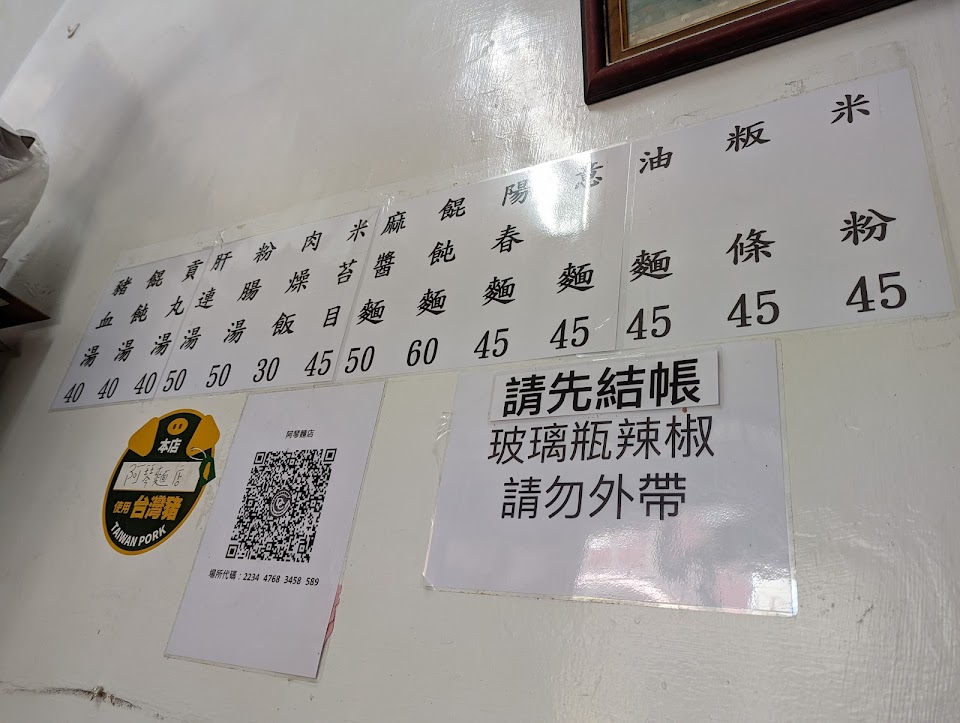 米粉 45
粄條 45
油麵 45
意麵 45
陽春麵 45
餛飩麵 60
麻醬麵 50
米苔目 45
肉燥飯 30
粉腸湯 50
肝連湯 50
貢丸湯 40
餛飩湯 40
豬血湯 40
本店
阿琴麵店
使用台灣豬
TAIWAN PORK
阿琴麵店
場所代碼：2234 4768 3458 589
請先結帳
玻璃瓶辣椒
請勿外帶